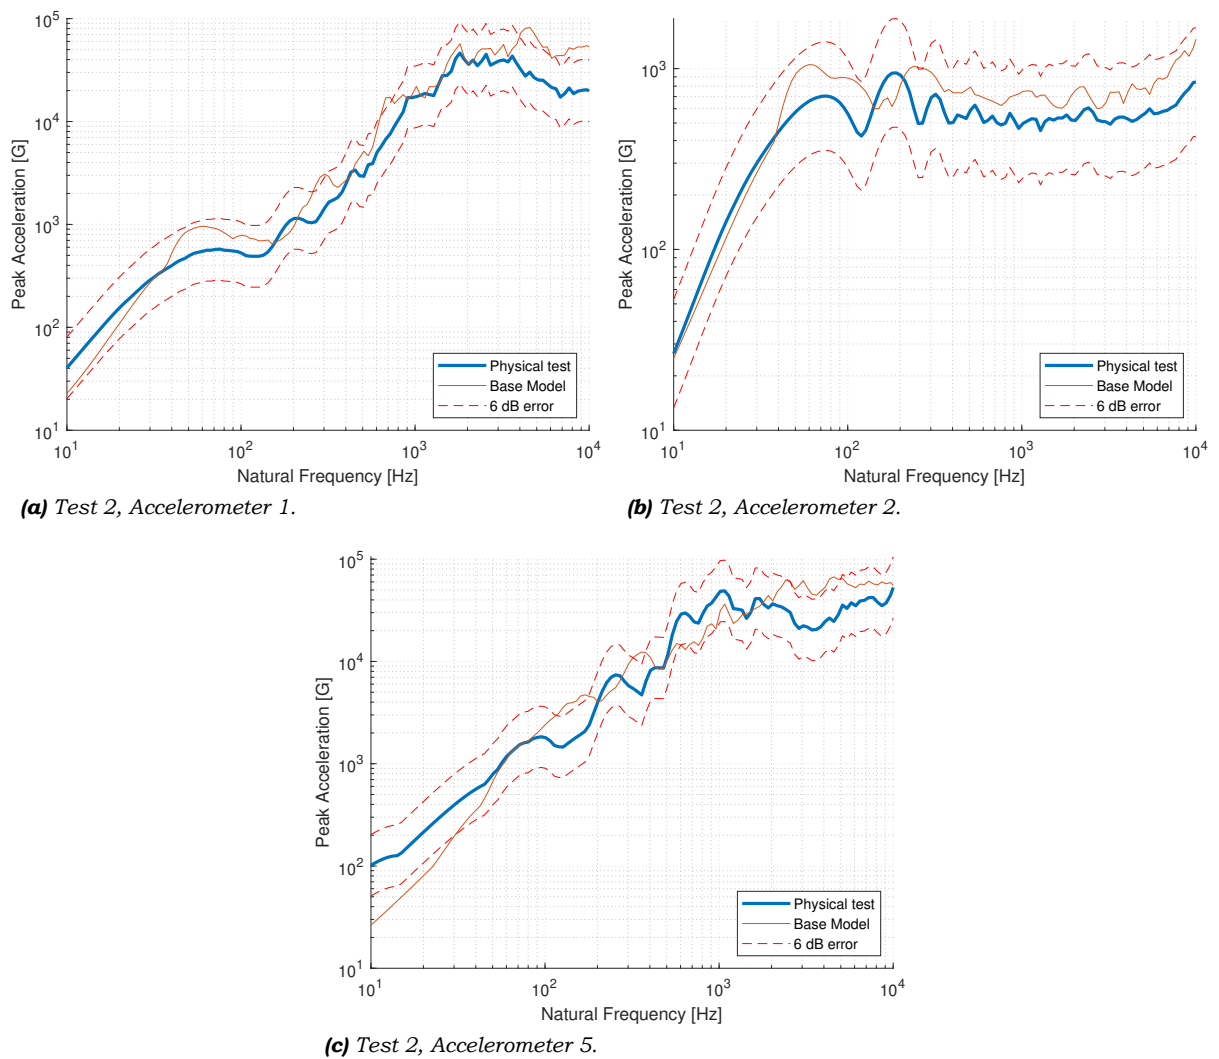 10^5
10^4
10^3
10^2
10^1
Peak Acceleration [G]
Physical test
Base Model
6 dB error
10^1 10^2 10^3 10^4
Natural Frequency [Hz]
(a) Test 2, Accelerometer 1.
10^3
10^2
10^1
Peak Acceleration [G]
Physical test
Base Model
6 dB error
10^1 10^2 10^3 10^4
Natural Frequency [Hz]
(b) Test 2, Accelerometer 2.
10^5
10^4
10^3
10^2
10^1
Peak Acceleration [G]
Physical test
Base Model
6 dB error
10^1 10^2 10^3 10^4
Natural Frequency [Hz]
(c) Test 2, Accelerometer 5.